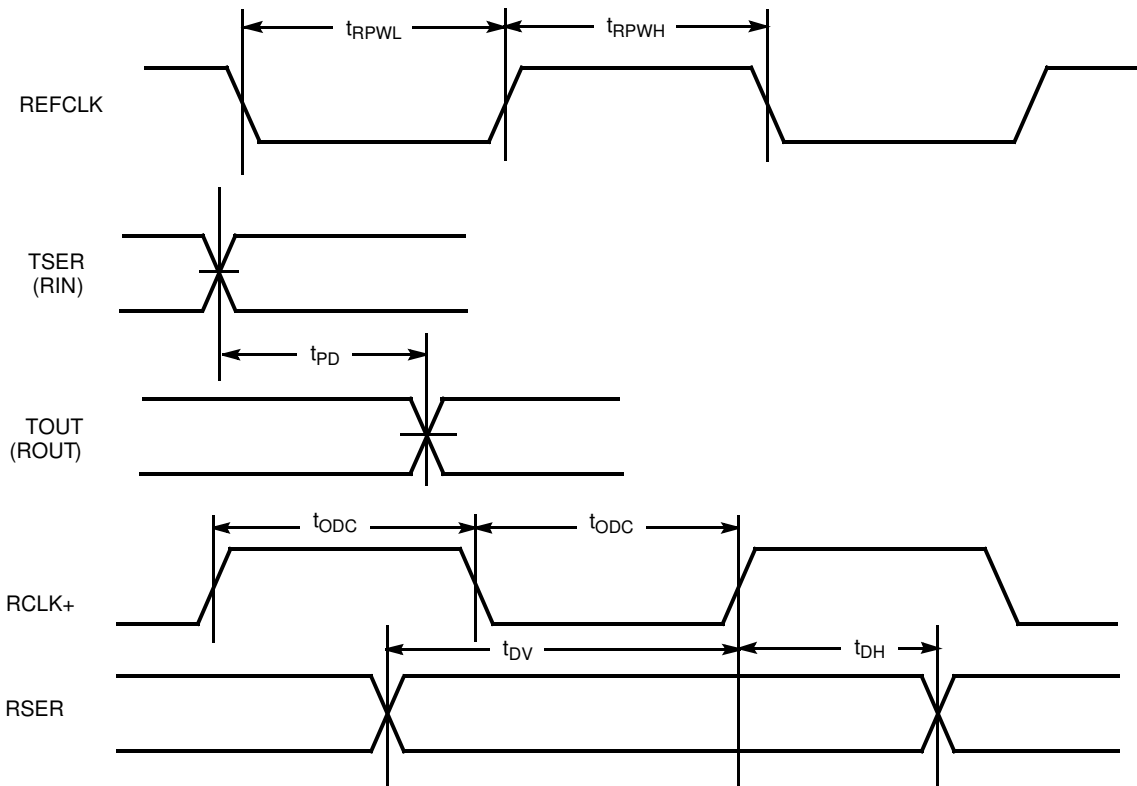 tRPWL tRPWH
REFCLK
TSER
(RIN)
tPD
TOUT
(ROUT)
tODC tODC
RCLK+
tDV tDH
RSER